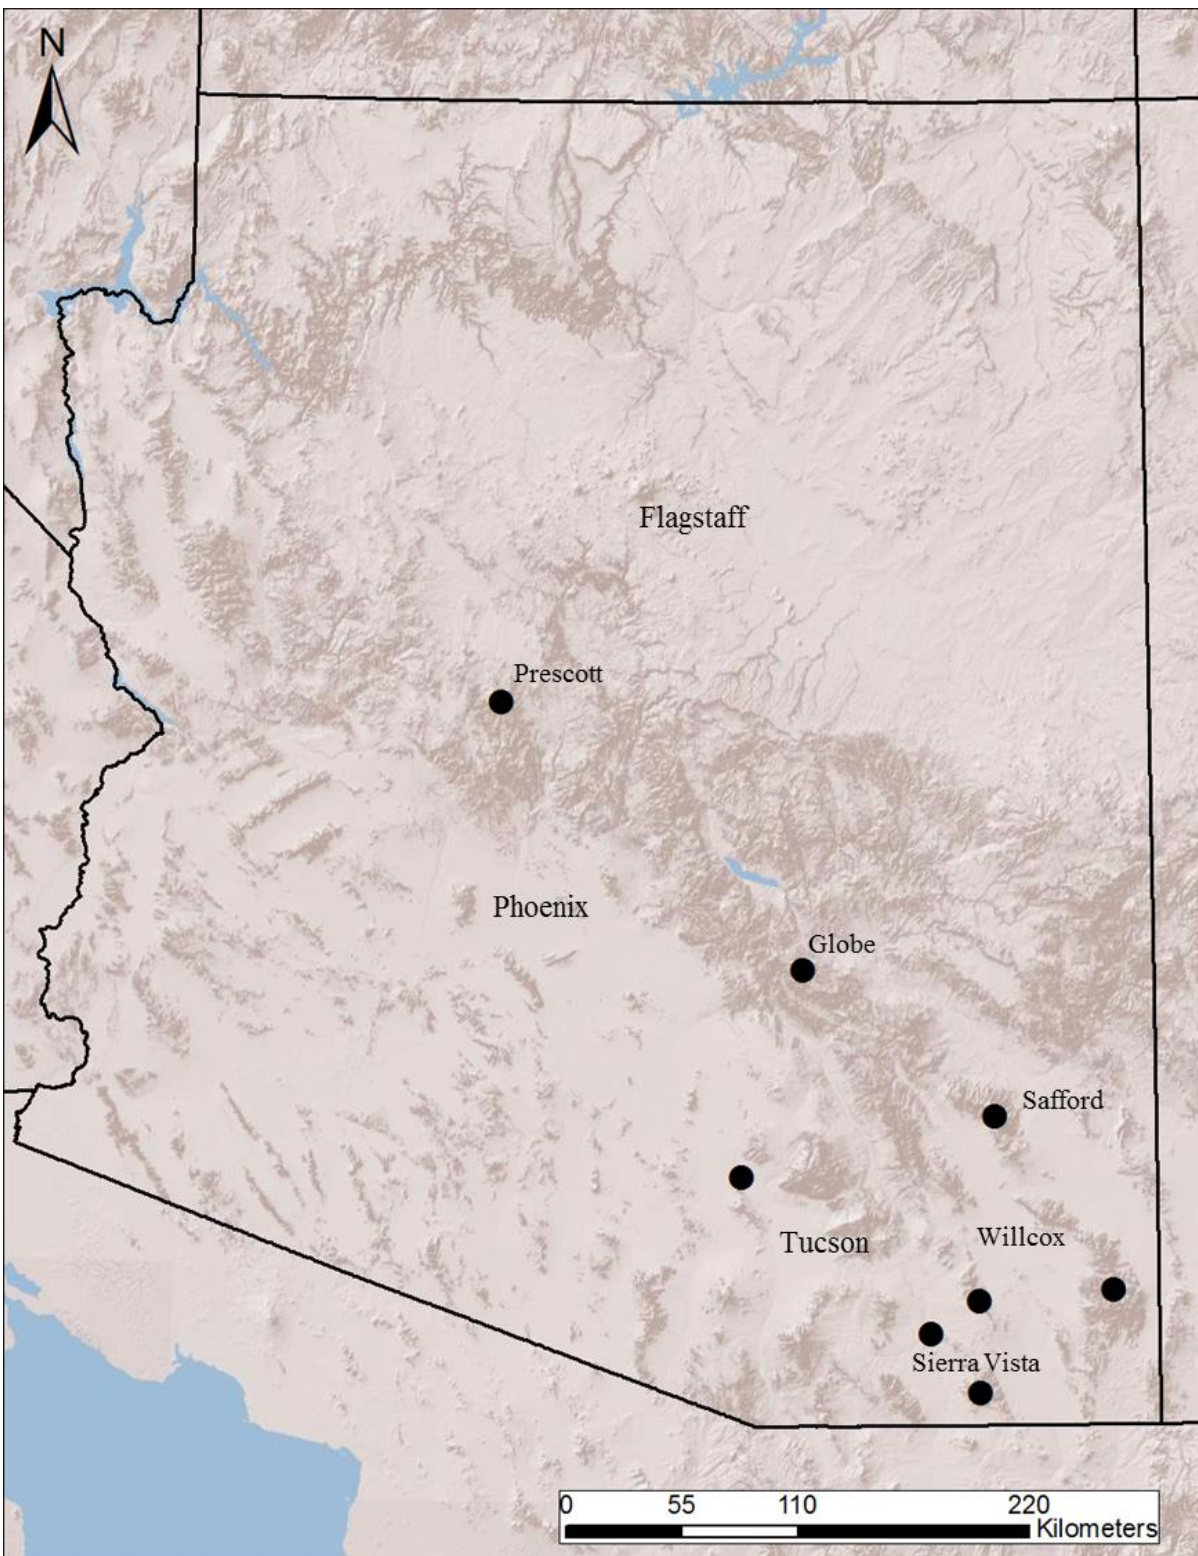 N
Flagstaff
Prescott
Phoenix
Globe
Safford
Willcox
Tucson
Sierra Vista
0 55 110 220
Kilometers